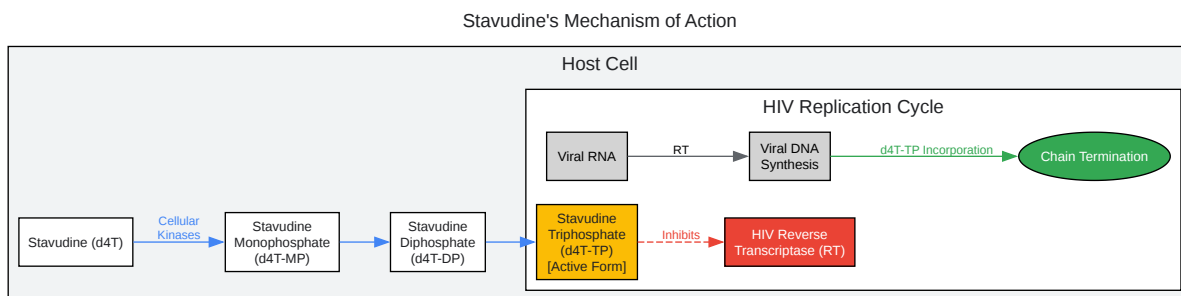 Stavudine's Mechanism of Action
Host Cell
HIV Replication Cycle
Viral RNA
RT
Viral DNA
Synthesis
d4T-TP Incorporation
Chain Termination
Stavudine (d4T)
Cellular
Kinases
Stavudine
Monophosphate
(d4T-MP)
Stavudine
Diphosphate
(d4T-DP)
Stavudine
Triphosphate
(d4T-TP)
[Active Form]
Inhibits
HIV Reverse
Transcriptase (RT)